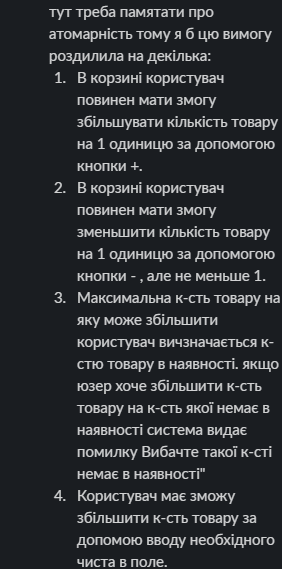 тут треба памятати про
атомарність тому я б цю вимогу
роздилила на декілька:
1. В корзині користувач
повинен мати змогу
збільшувати кількість товару
на 1 одиницю за допомогою
кнопки +.
2. В корзині користувач
повинен мати змогу
зменьшити кількість товару
на 1 одиницю за допомогою
кнопки - , але не меньше 1.
3. Максимальна к-сть товару на
яку може збільшити
користувач вичзначається к-
стю товару в наявності. якщо
юзер хоче збільшити к-сть
товару на к-сть якої немає в
наявності система видає
помилку Вибачте такої к-сті
немає в наявності"
4. Користувач має зможу
збільшити к-сть товару за
допомою вводу необхідного
чиста в поле.